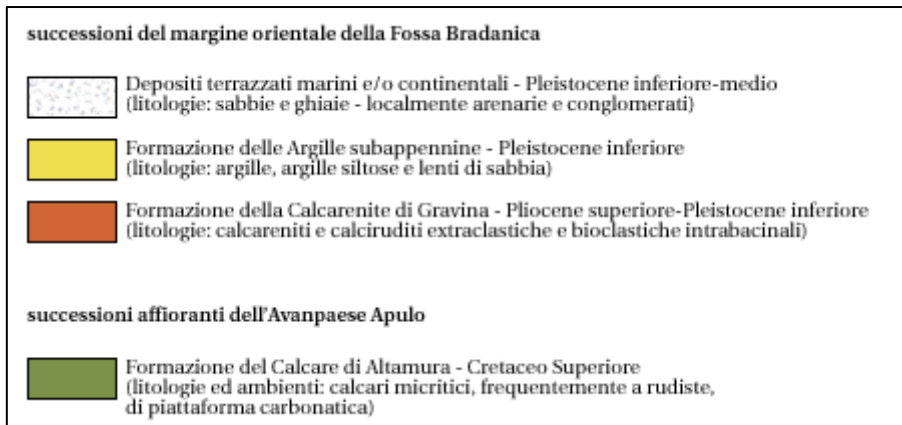 successioni del margine orientale della Fossa Bradanica
Depositi terrazzati marini e/o continentali - Pleistocene inferiore-medio
(litologie: sabbie e ghiaie - localmente arenarie e conglomerati)
Formazione delle Argille subappennine - Pleistocene inferiore
(litologie: argille, argille siltose e lenti di sabbia)
Formazione della Calcarenite di Gravina - Pliocene superiore-Pleistocene inferiore
(litologie: calcareniti e calciruditi extraclastiche e bioclastiche intrabacinali)
successioni affioranti dell'Avanpaese Apulo
Formazione del Calcare di Altamura - Cretaceo Superiore
(litologie ed ambienti: calcari micritici, frequentemente a rudiste,
di piattaforma carbonatica)